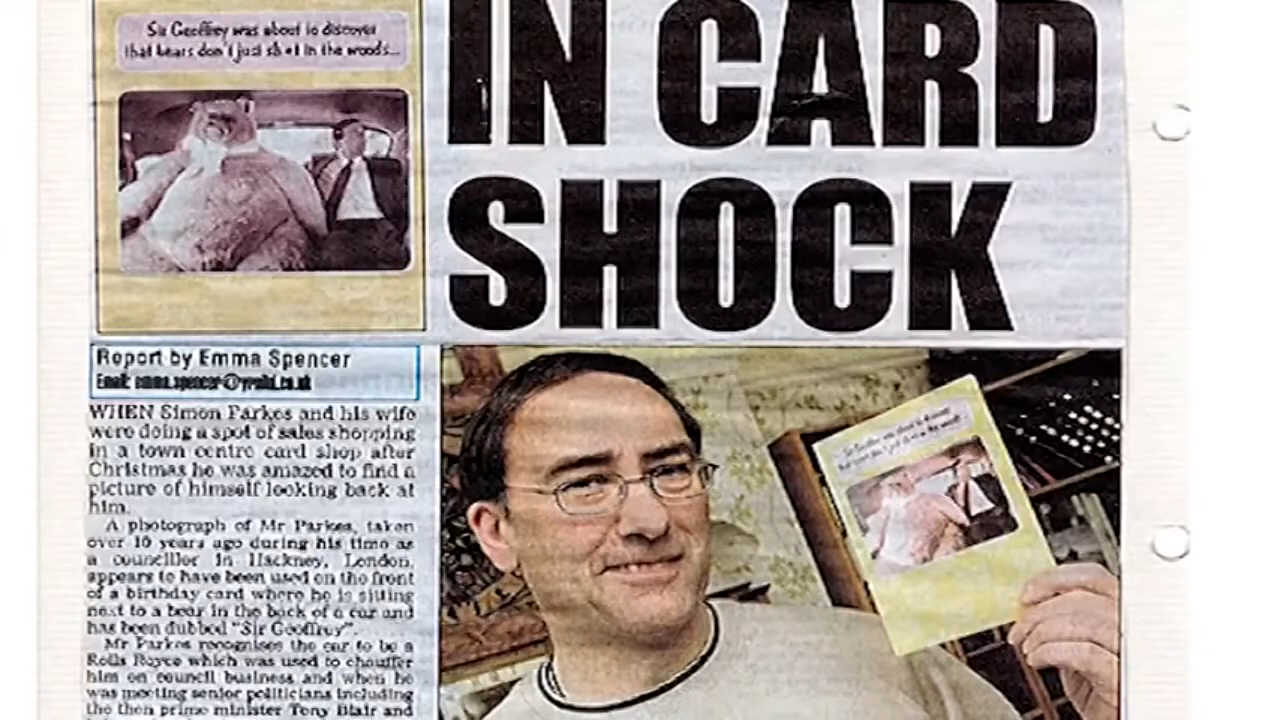 Sir Geoffrey was about to discover
that bears don't just sh*t in the woods...
IN CARD
SHOCK
Report by Emma Spencer
Email:
WHEN Simon Parkes and his wife
were doing a spot of sales shopping
in a town centre card shop after
Christmas he was amazed to find a
picture of himself looking back at
him.
A photograph of Mr Parkes, taken
over 10 years ago during his time as
a councillor in Hackney, London,
appears to have been used on the front
of a birthday card where he is sitting
next to a bear in the back of a car and
has been dubbed "Sir Geoffrey".
Mr Parkes recognises the car to be a
Rolls Royce which was used to chauffer
him on council business and when he
was meeting senior politicians including
the then prime minister Tony Blair and